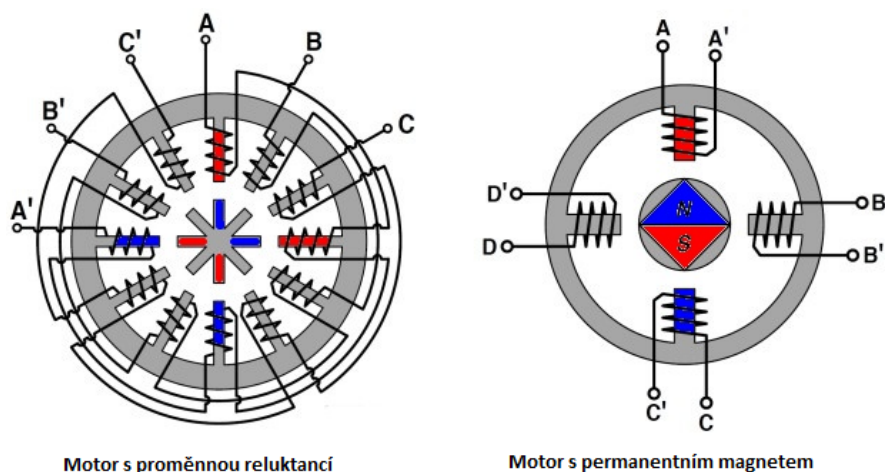 A
C'
B
B'
C
A'
A
A'
D'
D
B
B'
C'
C
N
S
Motor s proměnnou reluktancí
Motor s permanentním magnetem